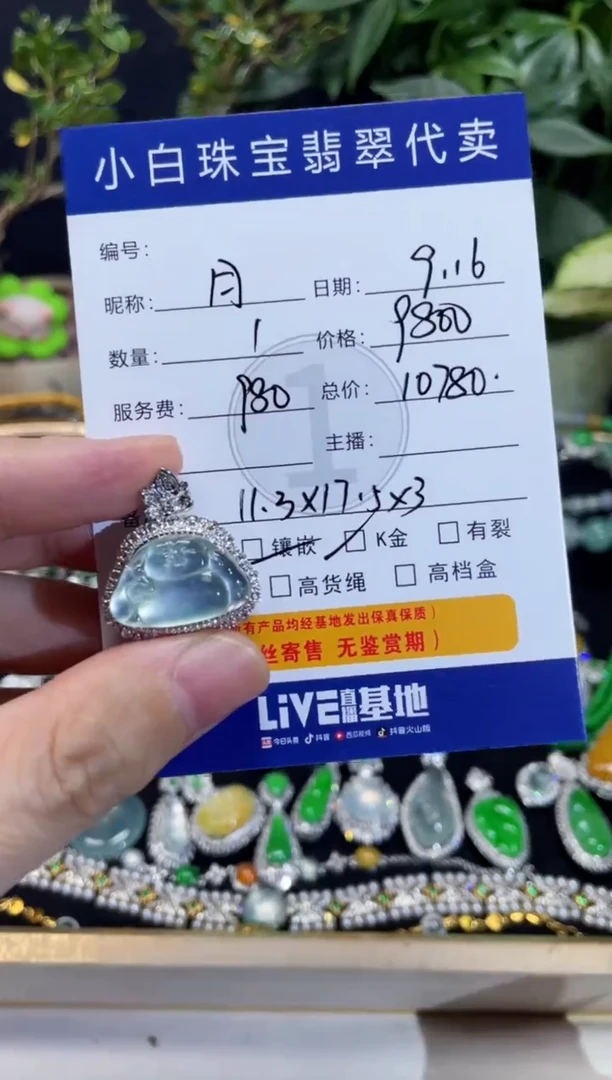 小白珠宝翡翠代卖
编号:
昵称: 月 日期: 9.16
数量: 1 价格: 9800
服务费: 980 总价: 10780.
主播:
11.3×17.5×3
镶嵌 K金 有裂
高货绳 高档盒
有产品均经基地发出保真保质)
丝寄售 无鉴赏期)
LiVE直播基地
今日头条 抖音 西瓜视频 抖音火山版